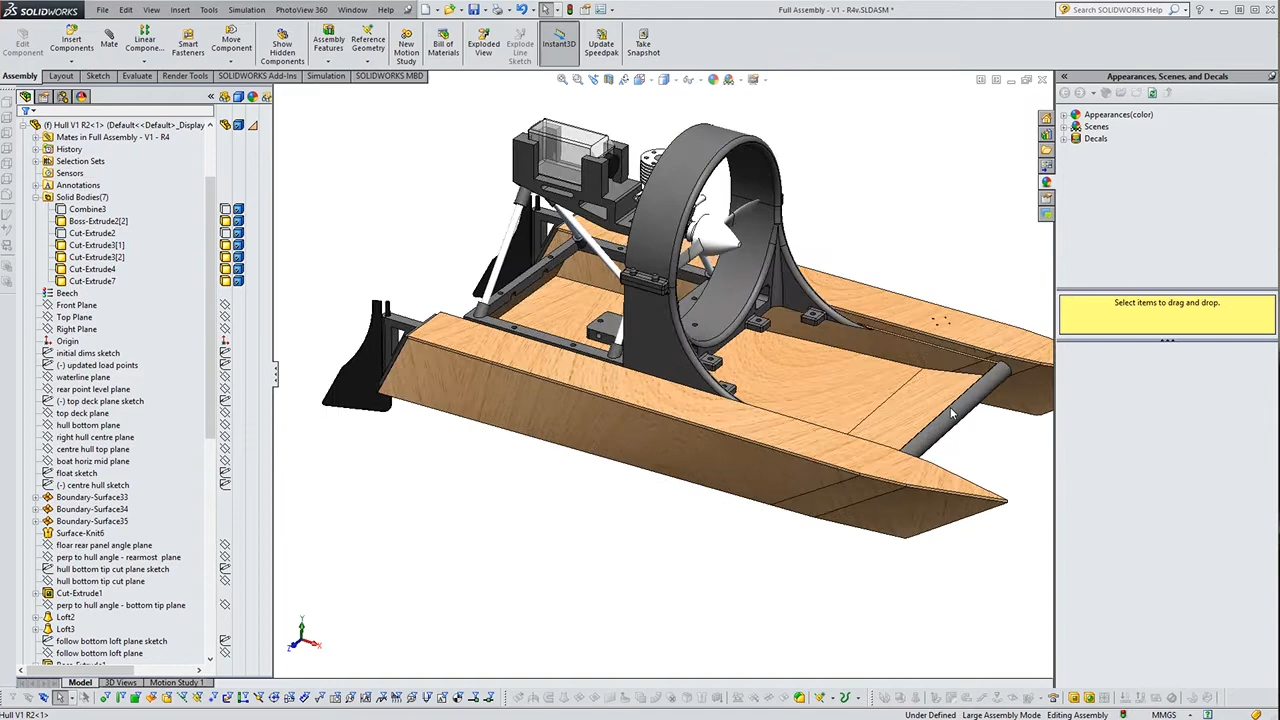 SOLIDWORKS File Edit View Insert Tools Simulation PhotoView 360 Window Help Full Assembly - V1 - R4v.SLDASM * Search SOLIDWORKS Help
Edit Component
Insert Components
Mate
Linear Compone...
Smart Fasteners
Move Component
Show Hidden Components
Assembly Features
Reference Geometry
New Motion Study
Bill of Materials
Exploded View
Explode Line Sketch
Instant3D
Update Speedpak
Take Snapshot
Assembly Layout Sketch Evaluate Render Tools SOLIDWORKS Add-Ins Simulation SOLIDWORKS MBD
Appearances, Scenes, and Decals
(f) Hull V1 R2<1> (Default<<Default>_Display
Mates in Full Assembly - V1 - R4
History
Selection Sets
Sensors
Annotations
Solid Bodies(7)
Combine3
Boss-Extrude2[2]
Cut-Extrude2
Cut-Extrude3[1]
Cut-Extrude3[2]
Cut-Extrude4
Cut-Extrude7
Beech
Front Plane
Top Plane
Right Plane
Origin
initial dims sketch
(-) updated load points
waterline plane
rear point level plane
(-) top deck plane sketch
top deck plane
hull bottom plane
right hull centre plane
centre hull top plane
boat horiz mid plane
float sketch
(-) centre hull sketch
Boundary-Surface33
Boundary-Surface34
Boundary-Surface35
Surface-Knit6
floar rear panel angle plane
perp to hull angle - rearmost plane
hull bottom tip cut plane sketch
hull bottom tip cut plane
Cut-Extrude1
perp to hull angle - bottom tip plane
Loft2
Loft3
follow bottom loft plane sketch
follow bottom loft plane
Appearances(color)
Scenes
Decals
Select items to drag and drop.
Y
X
Z
Model 3D Views Motion Study 1
Hull V1 R2<1> Under Defined Large Assembly Mode Editing Assembly MMGS